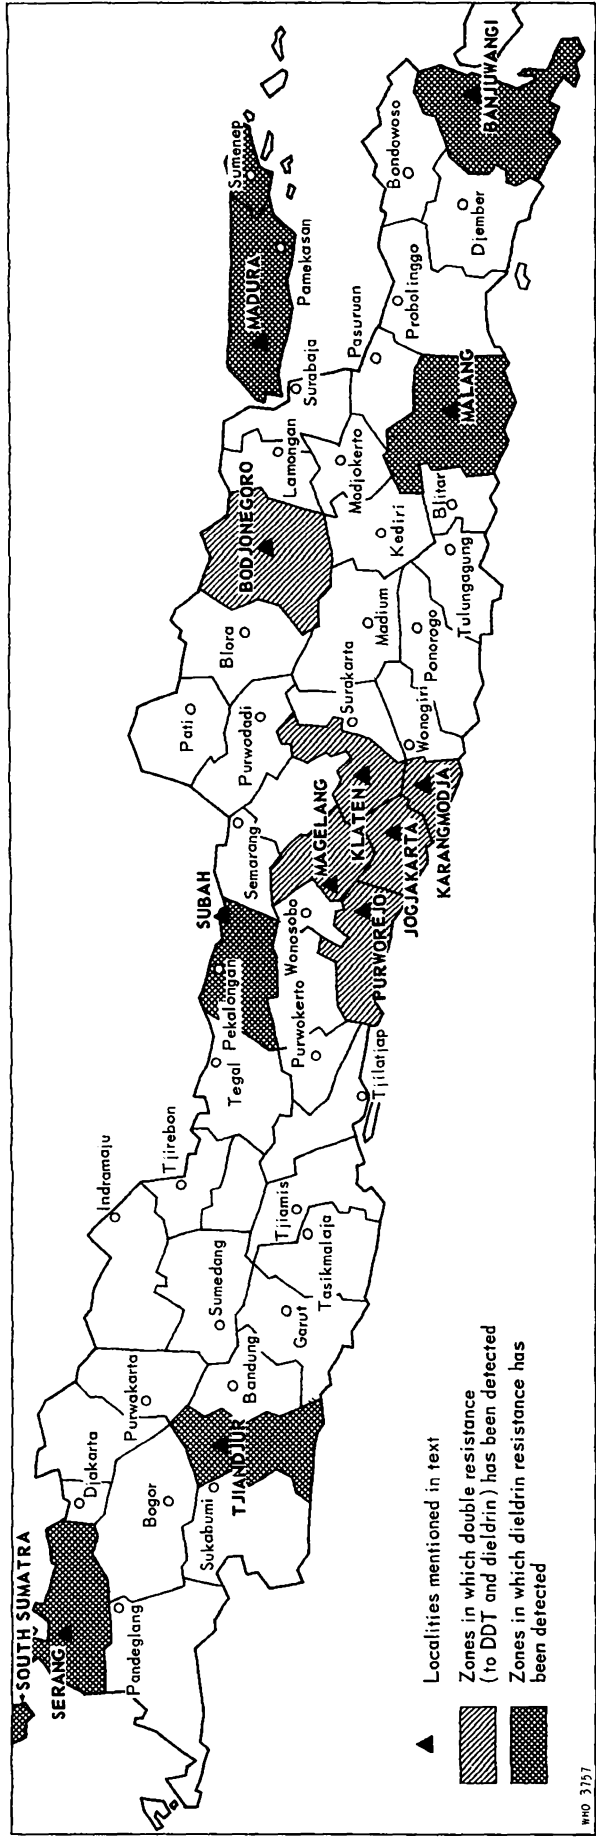 SOUTH SUMATRA
SERANG
Pandeglang
Djakarta
Bogor
Sukabumi
TJIANDJUR
Purwakarta
Bandung
Sumedang
Garut
Indramaju
Tjirebon
Tjiamis
Tasikmalaja
Tegal
Pekalongan
SUBAH
Purwokerto
Tjilatjap
Wonosobo
PURWOREJO
Semarang
MAGELANG
KLATEN
JOGJAKARTA
KARANGMODJA
Pati
Purwodadi
Blora
Surakarta
Wonogiri
Madium
Ponorogo
BODJONEGORO
Lamongan
Surabaja
Modjokerto
Kediri
Blitar
Tulungagung
MADURA
Pamekasan
Sumenep
Pasuruan
MALANG
Probolinggo
Bondowoso
Djember
BANJUWANGI
Localities mentioned in text
Zones in which double resistance
(to DDT and dieldrin) has been detected
Zones in which dieldrin resistance has
been detected
WHO 3757